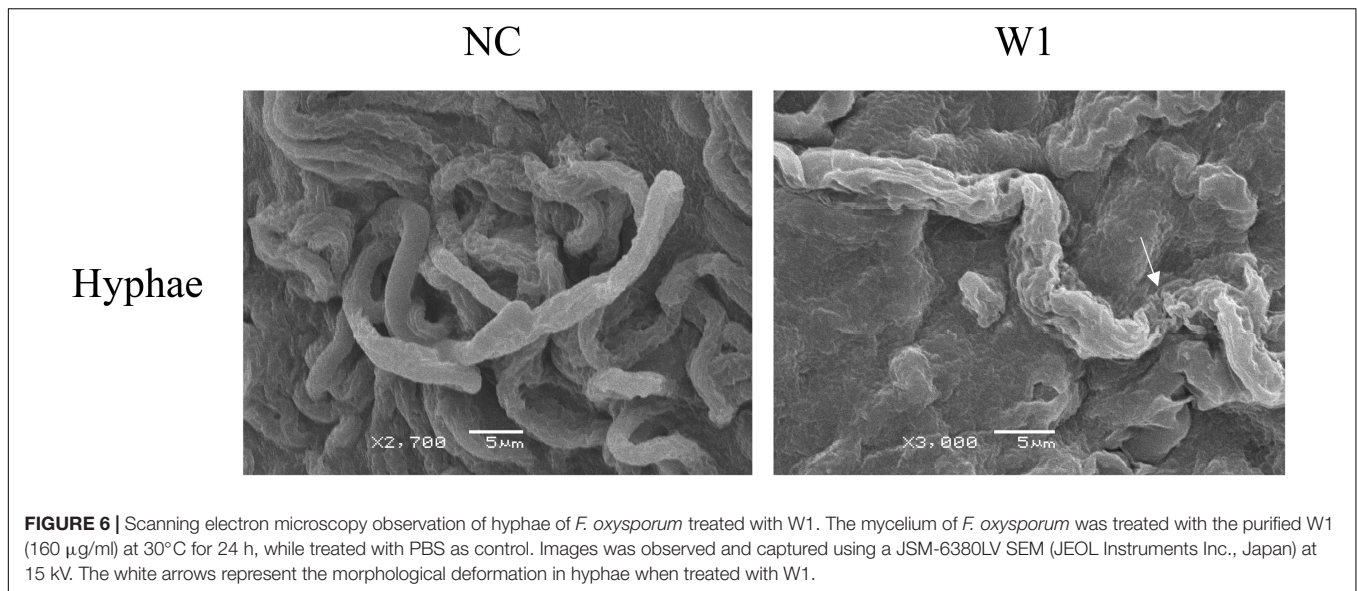 NC
W1
Hyphae
X2,700 5μm
X3,000 5μm
FIGURE 6 | Scanning electron microscopy observation of hyphae of F. oxysporum treated with W1. The mycelium of F. oxysporum was treated with the purified W1
(160 μg/ml) at 30°C for 24 h, while treated with PBS as control. Images was observed and captured using a JSM-6380LV SEM (JEOL Instruments Inc., Japan) at
15 kV. The white arrows represent the morphological deformation in hyphae when treated with W1.